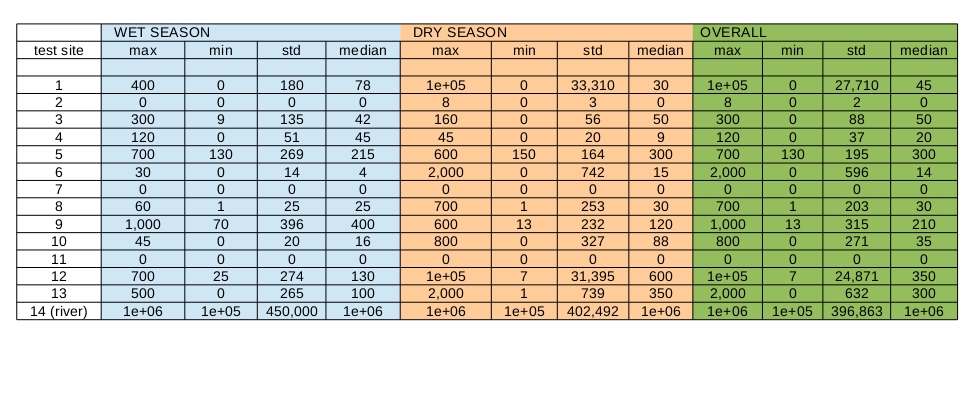 WET SEASON DRY SEASON OVERALL
test site max min std median max min std median max min std median
1 400 0 180 78 1e+05 0 33,310 30 1e+05 0 27,710 45
2 0 0 0 0 8 0 3 0 8 0 2 0
3 300 9 135 42 160 0 56 50 300 0 88 50
4 120 0 51 45 45 0 20 9 120 0 37 20
5 700 130 269 215 600 150 164 300 700 130 195 300
6 30 0 14 4 2,000 0 742 15 2,000 0 596 14
7 0 0 0 0 0 0 0 0 0 0 0 0
8 60 1 25 25 700 1 253 30 700 1 203 30
9 1,000 70 396 400 600 13 232 120 1,000 13 315 210
10 45 0 20 16 800 0 327 88 800 0 271 35
11 0 0 0 0 0 0 0 0 0 0 0 0
12 700 25 274 130 1e+05 7 31,395 600 1e+05 7 24,871 350
13 500 0 265 100 2,000 1 739 350 2,000 0 632 300
14 (river) 1e+06 1e+05 450,000 1e+06 1e+06 1e+05 402,492 1e+06 1e+06 1e+05 396,863 1e+06